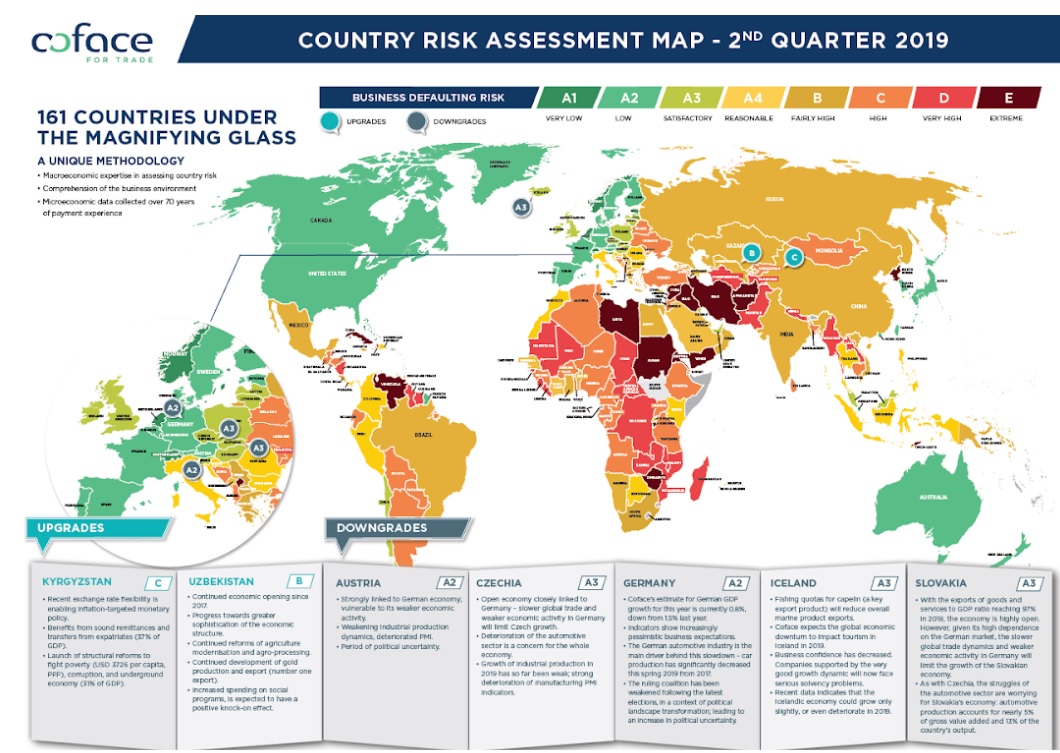 coface
FOR TRADE
COUNTRY RISK ASSESSMENT MAP - 2ND QUARTER 2019
161 COUNTRIES UNDER
THE MAGNIFYING GLASS
A UNIQUE METHODOLOGY
• Macroeconomic expertise in assessing country risk
• Comprehension of the business environment
• Microeconomic data collected over 70 years
of payment experience
BUSINESS DEFAULTING RISK
A1 A2 A3 A4 B C D E
UPGRADES DOWNGRADES
VERY LOW LOW SATISFACTORY REASONABLE FAIRLY HIGH HIGH VERY HIGH EXTREME
A3
CANADA
UNITED STATES
MEXICO
VENEZUELA
COLOMBIA
BRAZIL
RUSSIA
B
C
MONGOLIA
CHINA
INDIA
AUSTRALIA
NORWAY
SWEDEN
A2
GERMANY
A3
A3
FRANCE
A2
SPAIN
UPGRADES
DOWNGRADES
KYRGYZSTAN C
• Recent exchange rate flexibility is
enabling inflation-targeted monetary
policy.
• Benefits from sound remittances and
transfers from expatriates (37% of
GDP).
• Launch of structural reforms to
fight poverty (USD 3726 per capita,
PPP), corruption, and underground
economy (31% of GDP).
UZBEKISTAN B
• Continued economic opening since
2017.
• Progress towards greater
sophistication of the economic
structure.
• Continued reforms of agriculture
modernisation and agro-processing.
• Continued development of gold
production and export (number one
export).
• Increased spending on social
programs, is expected to have a
positive knock-on effect.
AUSTRIA A2
• Strongly linked to German economy;
vulnerable to its weaker economic
activity.
• Weakening industrial production
dynamics, deteriorated PMI.
• Period of political uncertainty.
CZECHIA A3
• Open economy closely linked to
Germany – slower global trade and
weaker economic activity in Germany
will limit Czech growth.
• Deterioration of the automotive
sector is a concern for the whole
economy.
• Growth of industrial production in
2019 has so far been weak; strong
deterioration of manufacturing PMI
indicators.
GERMANY A2
• Coface's estimate for German GDP
growth for this year is currently 0.8%,
down from 1.5% last year.
• Indicators show increasingly
pessimistic business expectations.
• The German automotive industry is the
main driver behind this slowdown – car
production has significantly decreased
this spring 2019 from 2017.
• The ruling coalition has been
weakened following the latest
elections, in a context of political
landscape transformation; leading to
an increase in political uncertainty.
ICELAND A3
• Fishing quotas for capelin (a key
export product) will reduce overall
marine product exports.
• Coface expects the global economic
downturn to impact tourism in
Iceland in 2019.
• Business confidence has decreased.
Companies supported by the very
good growth dynamic will now face
serious solvency problems.
• Recent data indicates that the
Icelandic economy could grow only
slightly, or even deteriorate in 2019.
SLOVAKIA A3
• With the exports of goods and
services to GDP ratio reaching 97%
in 2018, the economy is highly open.
However, given its high dependence
on the German market, the slower
global trade dynamics and weaker
economic activity in Germany will
limit the growth of the Slovakian
economy.
• As with Czechia, the struggles of
the automotive sector are worrying
for Slovakia's economy: automotive
production accounts for nearly 5%
of gross value added and 13% of the
country's output.